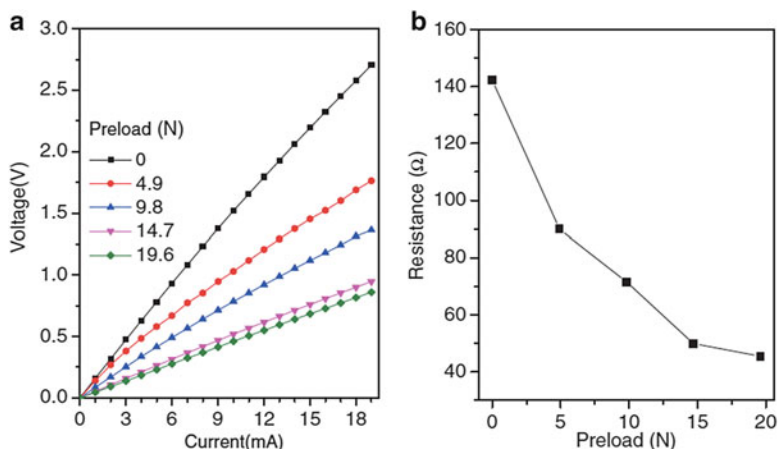 a
3.0
2.5
2.0
1.5
1.0
0.5
0.0
Voltage(V)
Preload (N)
0
4.9
9.8
14.7
19.6
0 3 6 9 12 15 18
Current(mA)
b
160
140
120
100
80
60
40
Resistance (Ω)
0 5 10 15 20
Preload (N)